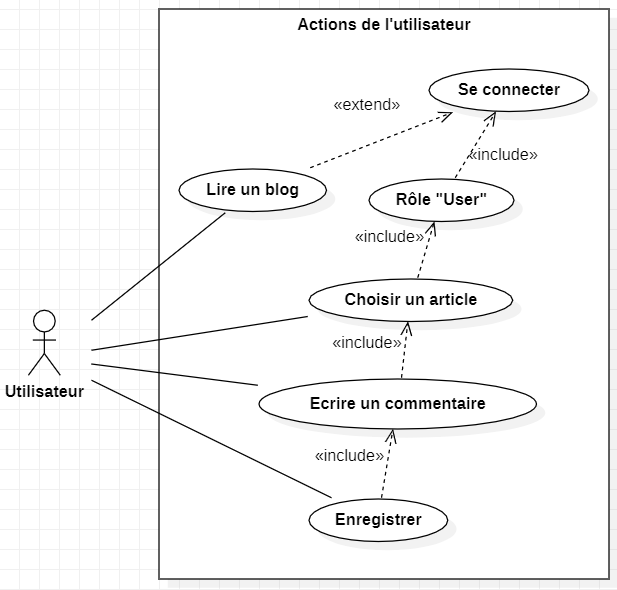 Actions de l'utilisateur
Se connecter
«extend»
«include»
Lire un blog
Rôle "User"
«include»
Choisir un article
«include»
Utilisateur
Ecrire un commentaire
«include»
Enregistrer